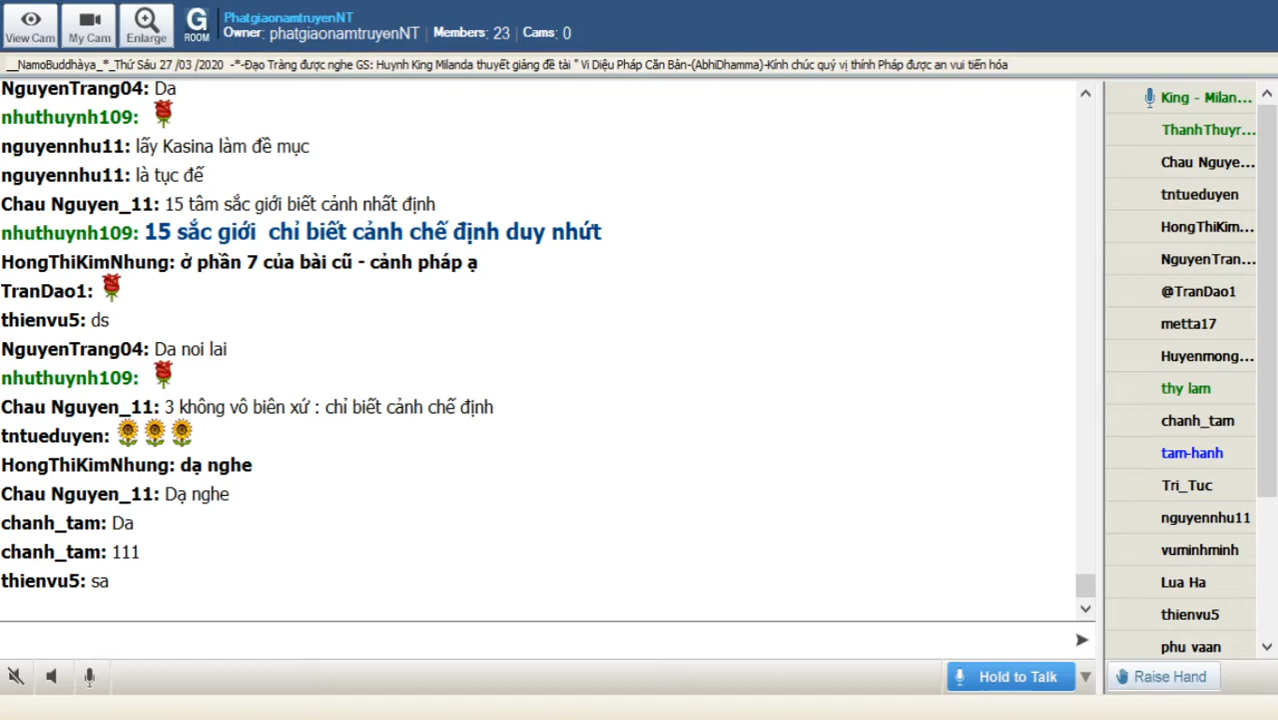 View Cam
My Cam
Enlarge
G
ROOM
PhatgiaonamtruyenNT
Owner: phatgiaonamtruyenNT | Members: 23 | Cams: 0
__NamoBuddhàya_*_Thứ Sáu 27 /03 /2020 -*-Đạo Tràng được nghe GS: Huynh King Milanda thuyết giảng đề tài " Vi Diệu Pháp Căn Bản-(AbhiDhamma)-Kính chúc quý vị thính Pháp được an vui tiến hóa
NguyenTrang04: Da
nhuthuynh109:
nguyennhu11: lấy Kasina làm đề mục
nguyennhu11: là tục đế
Chau Nguyen_11: 15 tâm sắc giới biết cảnh nhất định
nhuthuynh109: 15 sắc giới chỉ biết cảnh chế định duy nhứt
HongThiKimNhung: ở phần 7 của bài cũ - cảnh pháp ạ
TranDao1:
thienvu5: ds
NguyenTrang04: Da noi lai
nhuthuynh109:
Chau Nguyen_11: 3 không vô biên xứ : chỉ biết cảnh chế định
tntueduyen:
HongThiKimNhung: dạ nghe
Chau Nguyen_11: Dạ nghe
chanh_tam: Da
chanh_tam: 111
thienvu5: sa
King - Milan...
ThanhThuyr...
Chau Nguye...
tntueduyen
HongThiKim...
NguyenTran...
@TranDao1
metta17
Huyenmong...
thy lam
chanh_tam
tam-hanh
Tri_Tuc
nguyennhu11
vuminhminh
Lua Ha
thienvu5
phu vaan
Hold to Talk
Raise Hand